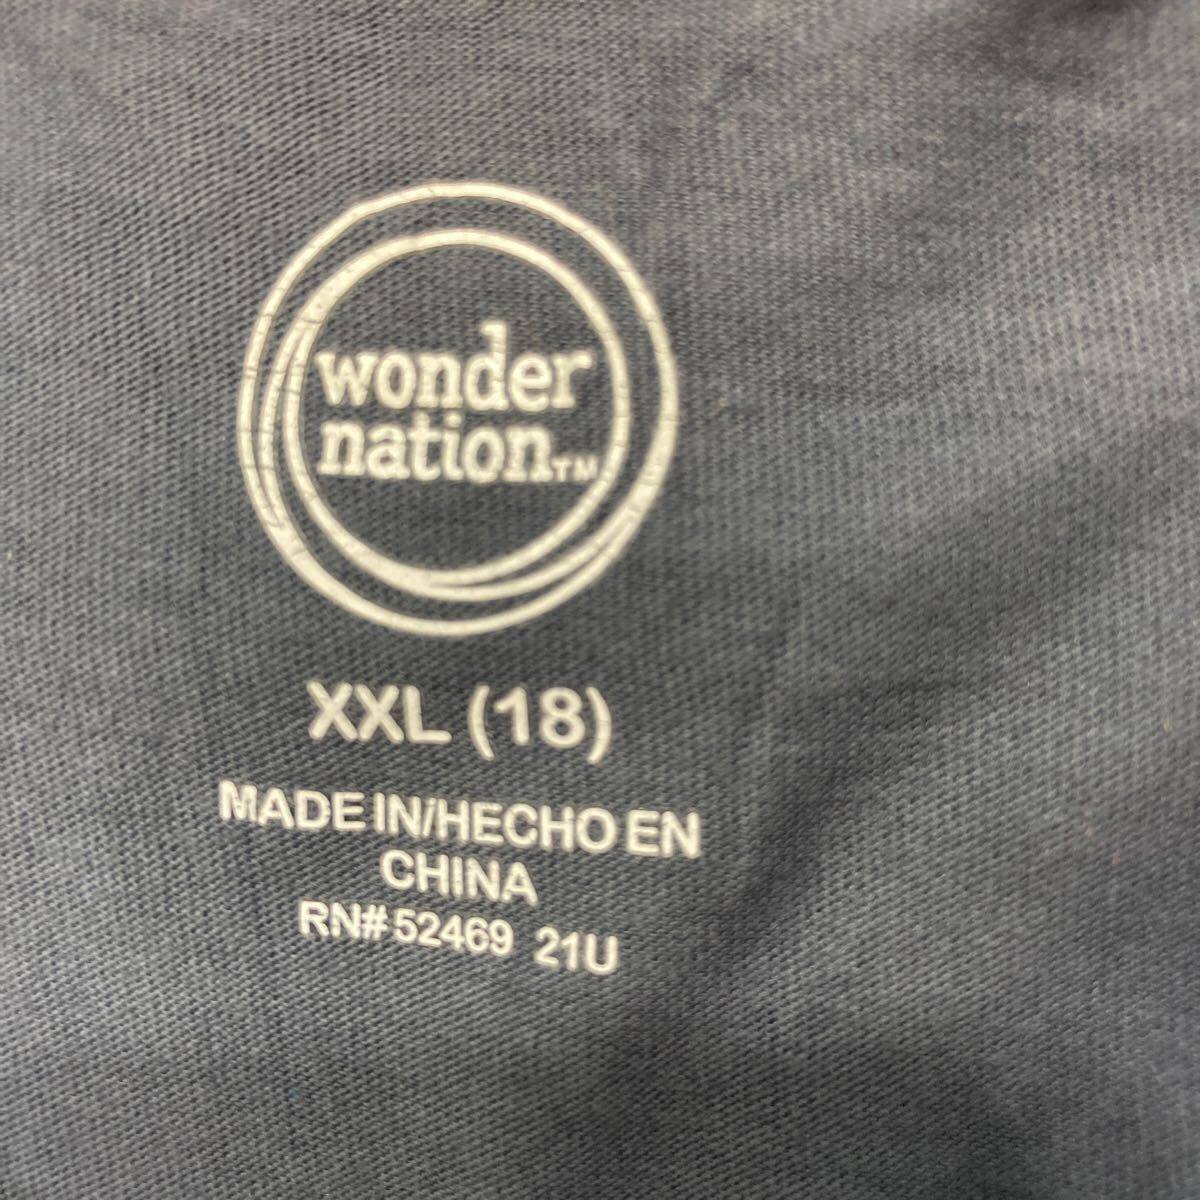 wonder
nation™
XXL (18)
MADE IN/HECHO EN
CHINA
RN# 52469 21U